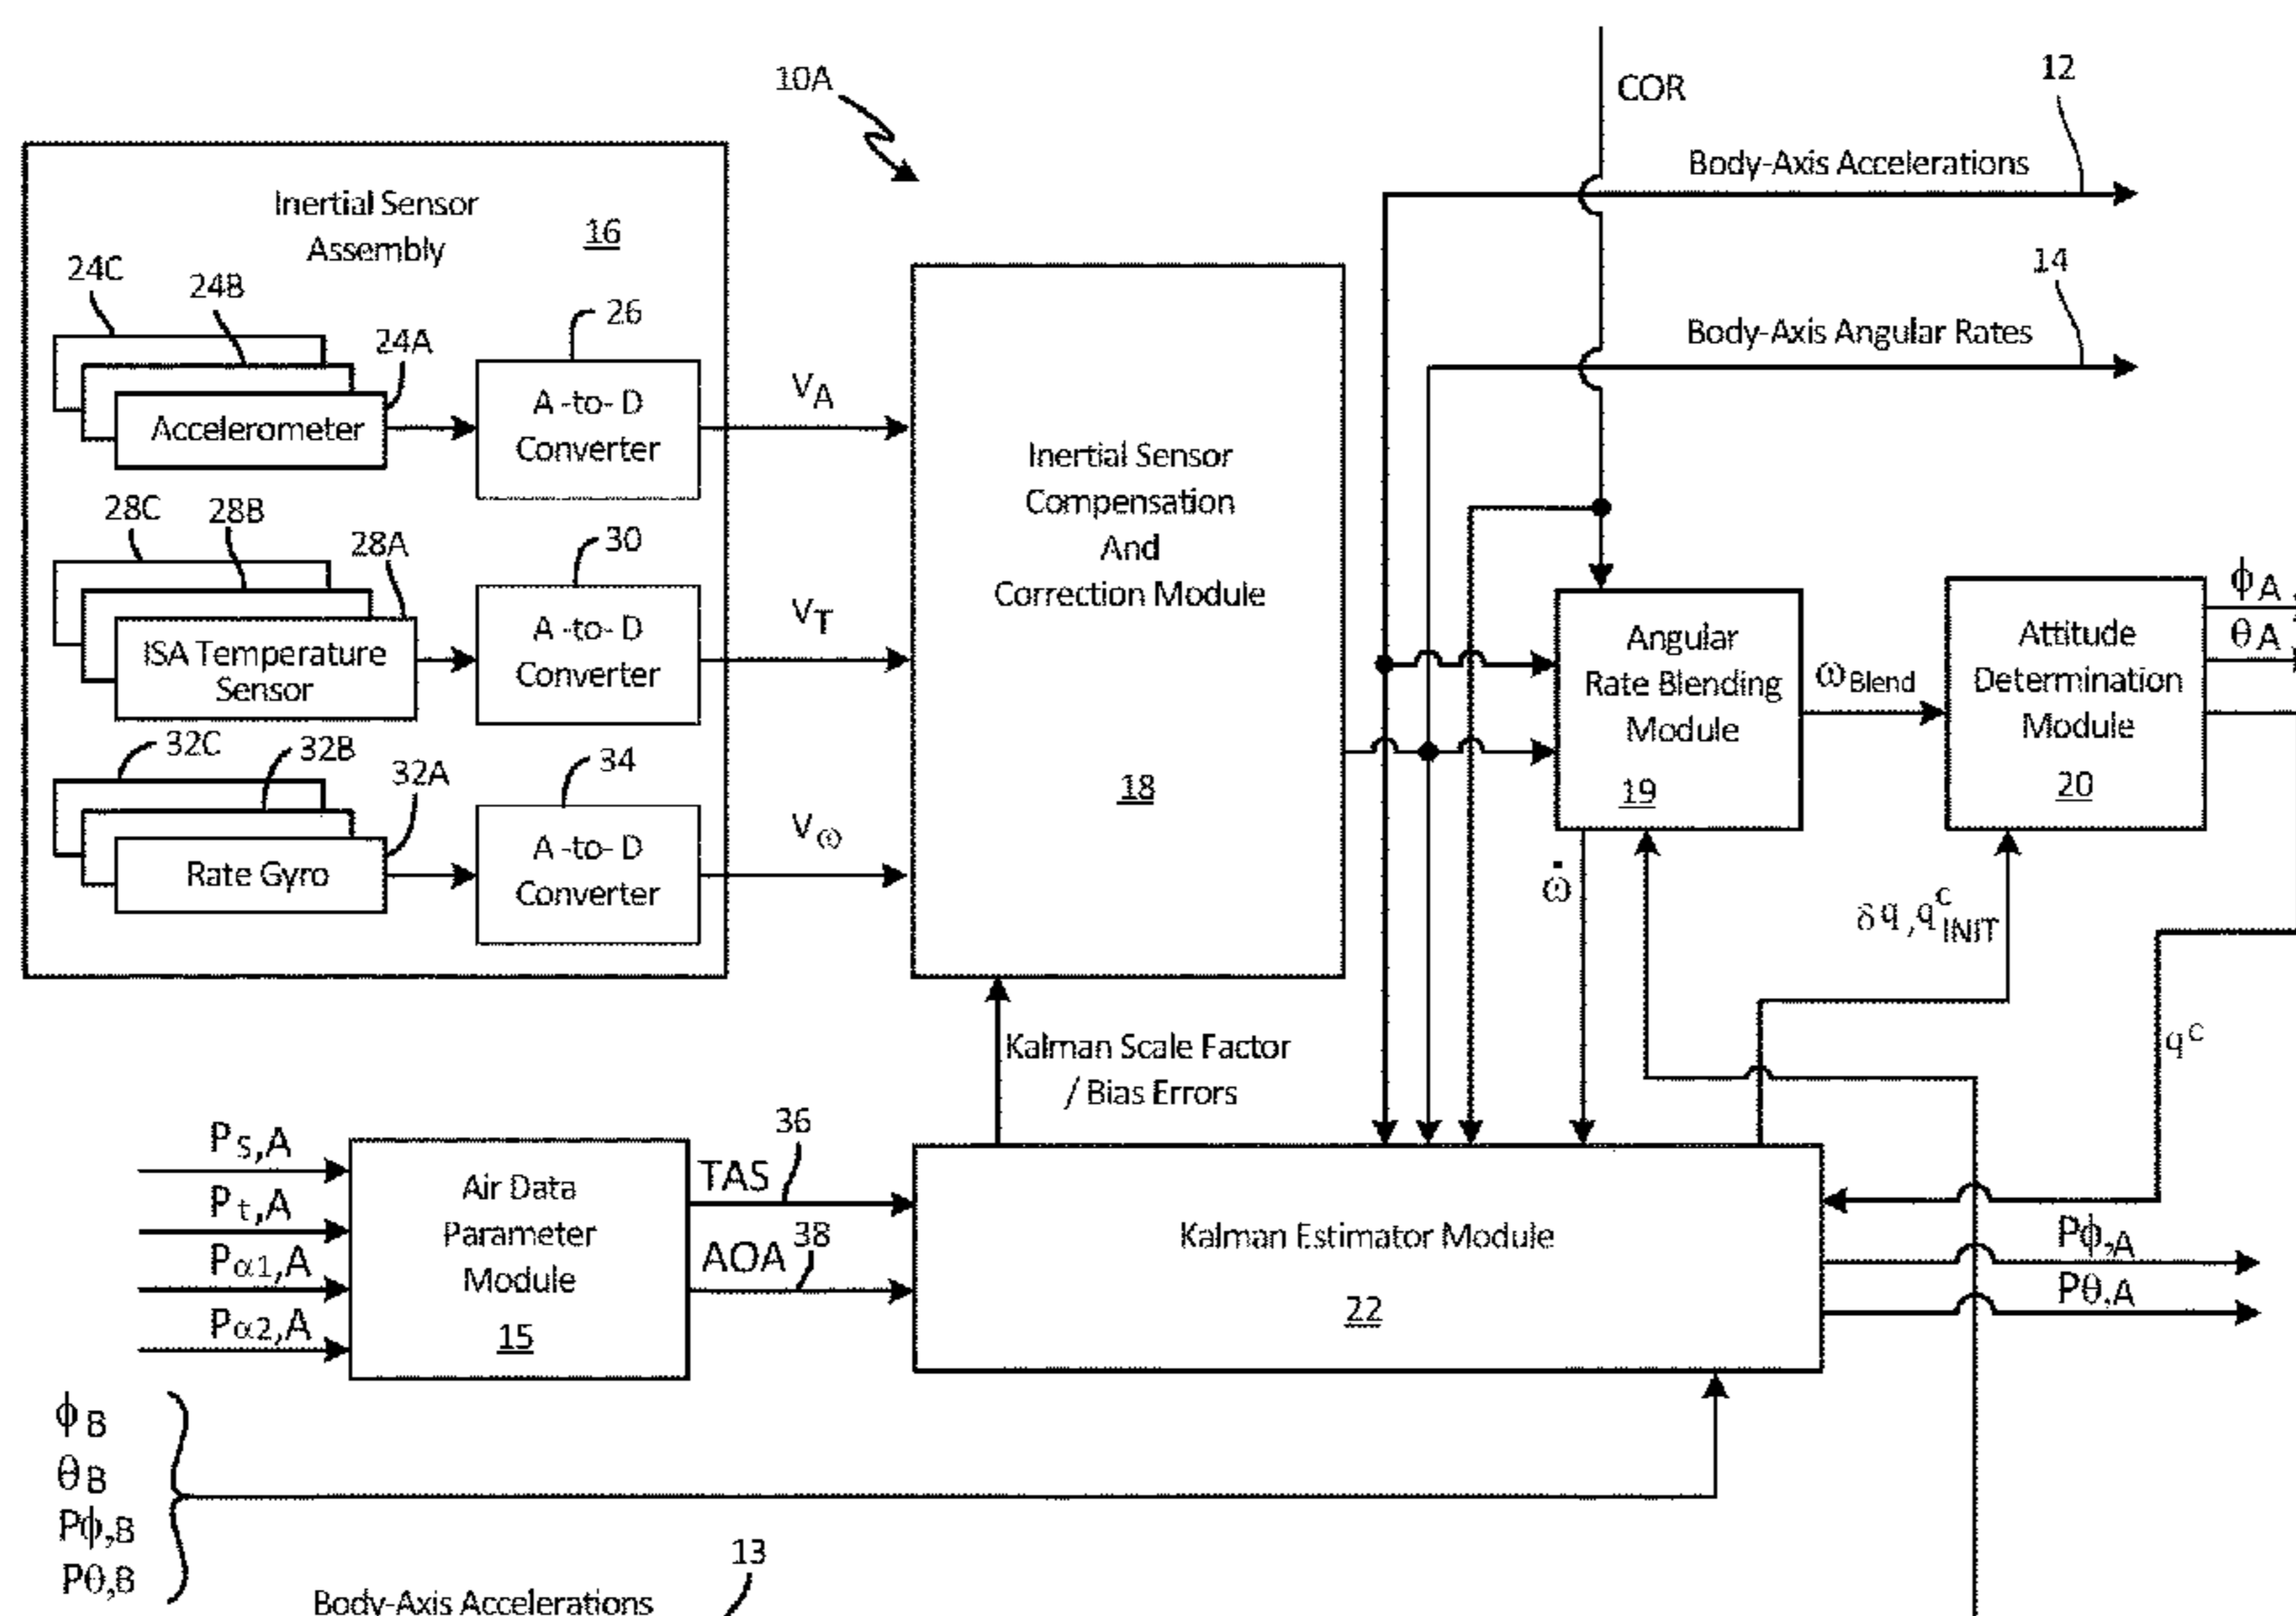 10A
COR
12
Body-Axis Accelerations
14
Body-Axis Angular Rates
Inertial Sensor
Assembly
16
24C
24B
24A
Accelerometer
26
A -to- D
Converter
VA
28C
28B
28A
ISA Temperature
Sensor
30
A -to- D
Converter
VT
32C
32B
32A
Rate Gyro
34
A -to- D
Converter
Vω
Inertial Sensor
Compensation
And
Correction Module
18
Angular
Rate Blending
Module
19
ωBlend
Attitude
Determination
Module
20
ϕA
θA
ω̇
δq,qᶜINIT
qᶜ
Kalman Scale Factor
/ Bias Errors
PS,A
Pt,A
Pα1,A
Pα2,A
Air Data
Parameter
Module
15
TAS
36
AOA
38
Kalman Estimator Module
22
Pϕ,A
Pθ,A
ϕB
θB
Pϕ,B
Pθ,B
13
Body-Axis Accelerations